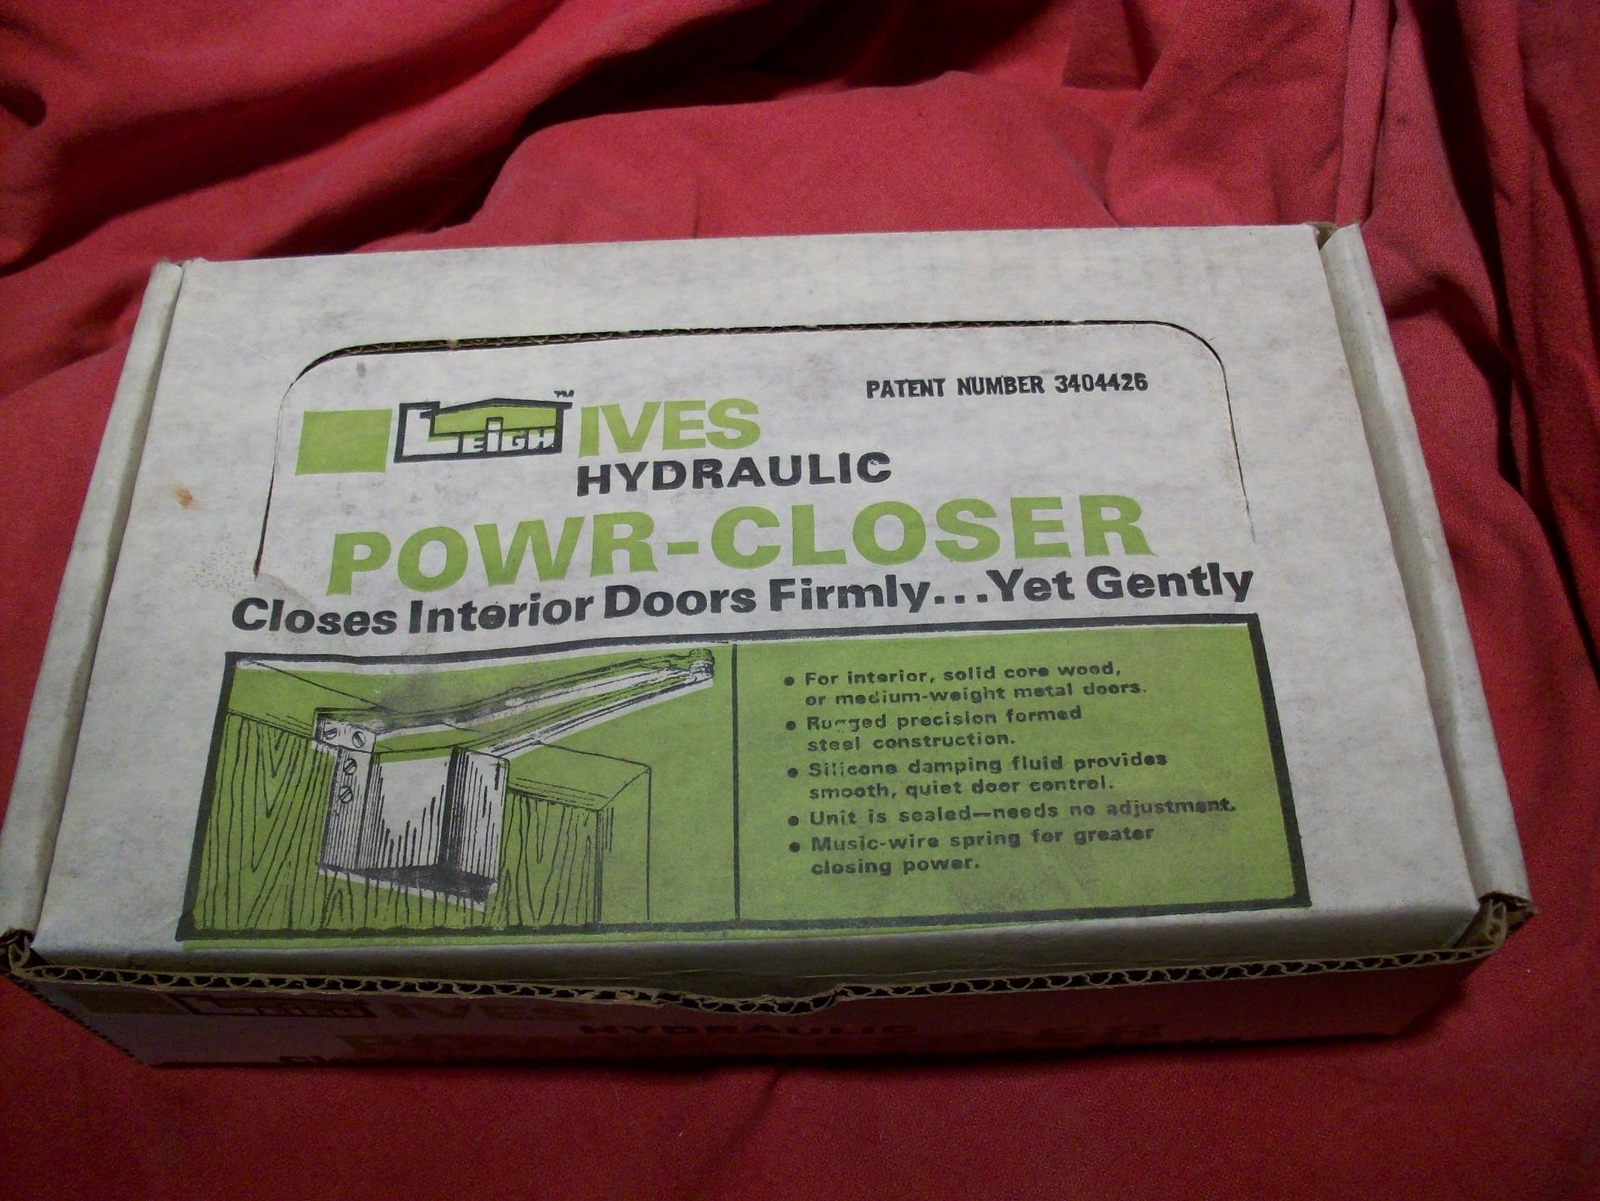 PATENT NUMBER 3404426
LEIGH™ IVES
HYDRAULIC
POWR-CLOSER
Closes Interior Doors Firmly...Yet Gently
• For interior, solid core wood,
or medium-weight metal doors.
• Rugged precision formed
steel construction.
• Silicone damping fluid provides
smooth, quiet door control.
• Unit is sealed—needs no adjustment.
• Music-wire spring for greater
closing power.
LEIGH IVES
HYDRAULIC